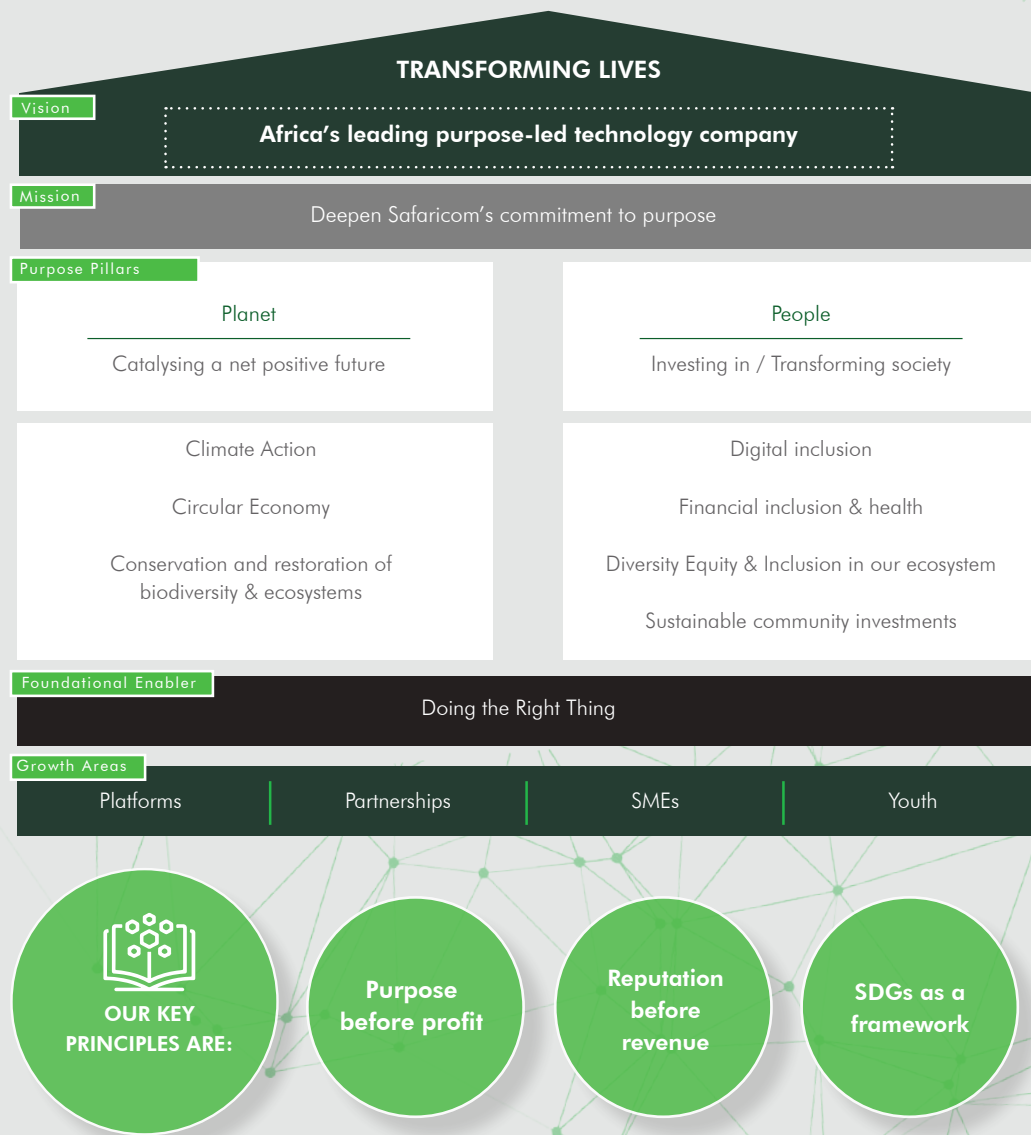 TRANSFORMING LIVES
Vision
Africa’s leading purpose-led technology company
Mission
Deepen Safaricom’s commitment to purpose
Purpose Pillars
Planet
Catalysing a net positive future
Climate Action
Circular Economy
Conservation and restoration of
biodiversity & ecosystems
People
Investing in / Transforming society
Digital inclusion
Financial inclusion & health
Diversity Equity & Inclusion in our ecosystem
Sustainable community investments
Foundational Enabler
Doing the Right Thing
Growth Areas
Platforms
Partnerships
SMEs
Youth
OUR KEY
PRINCIPLES ARE:
Purpose
before profit
Reputation
before
revenue
SDGs as a
framework